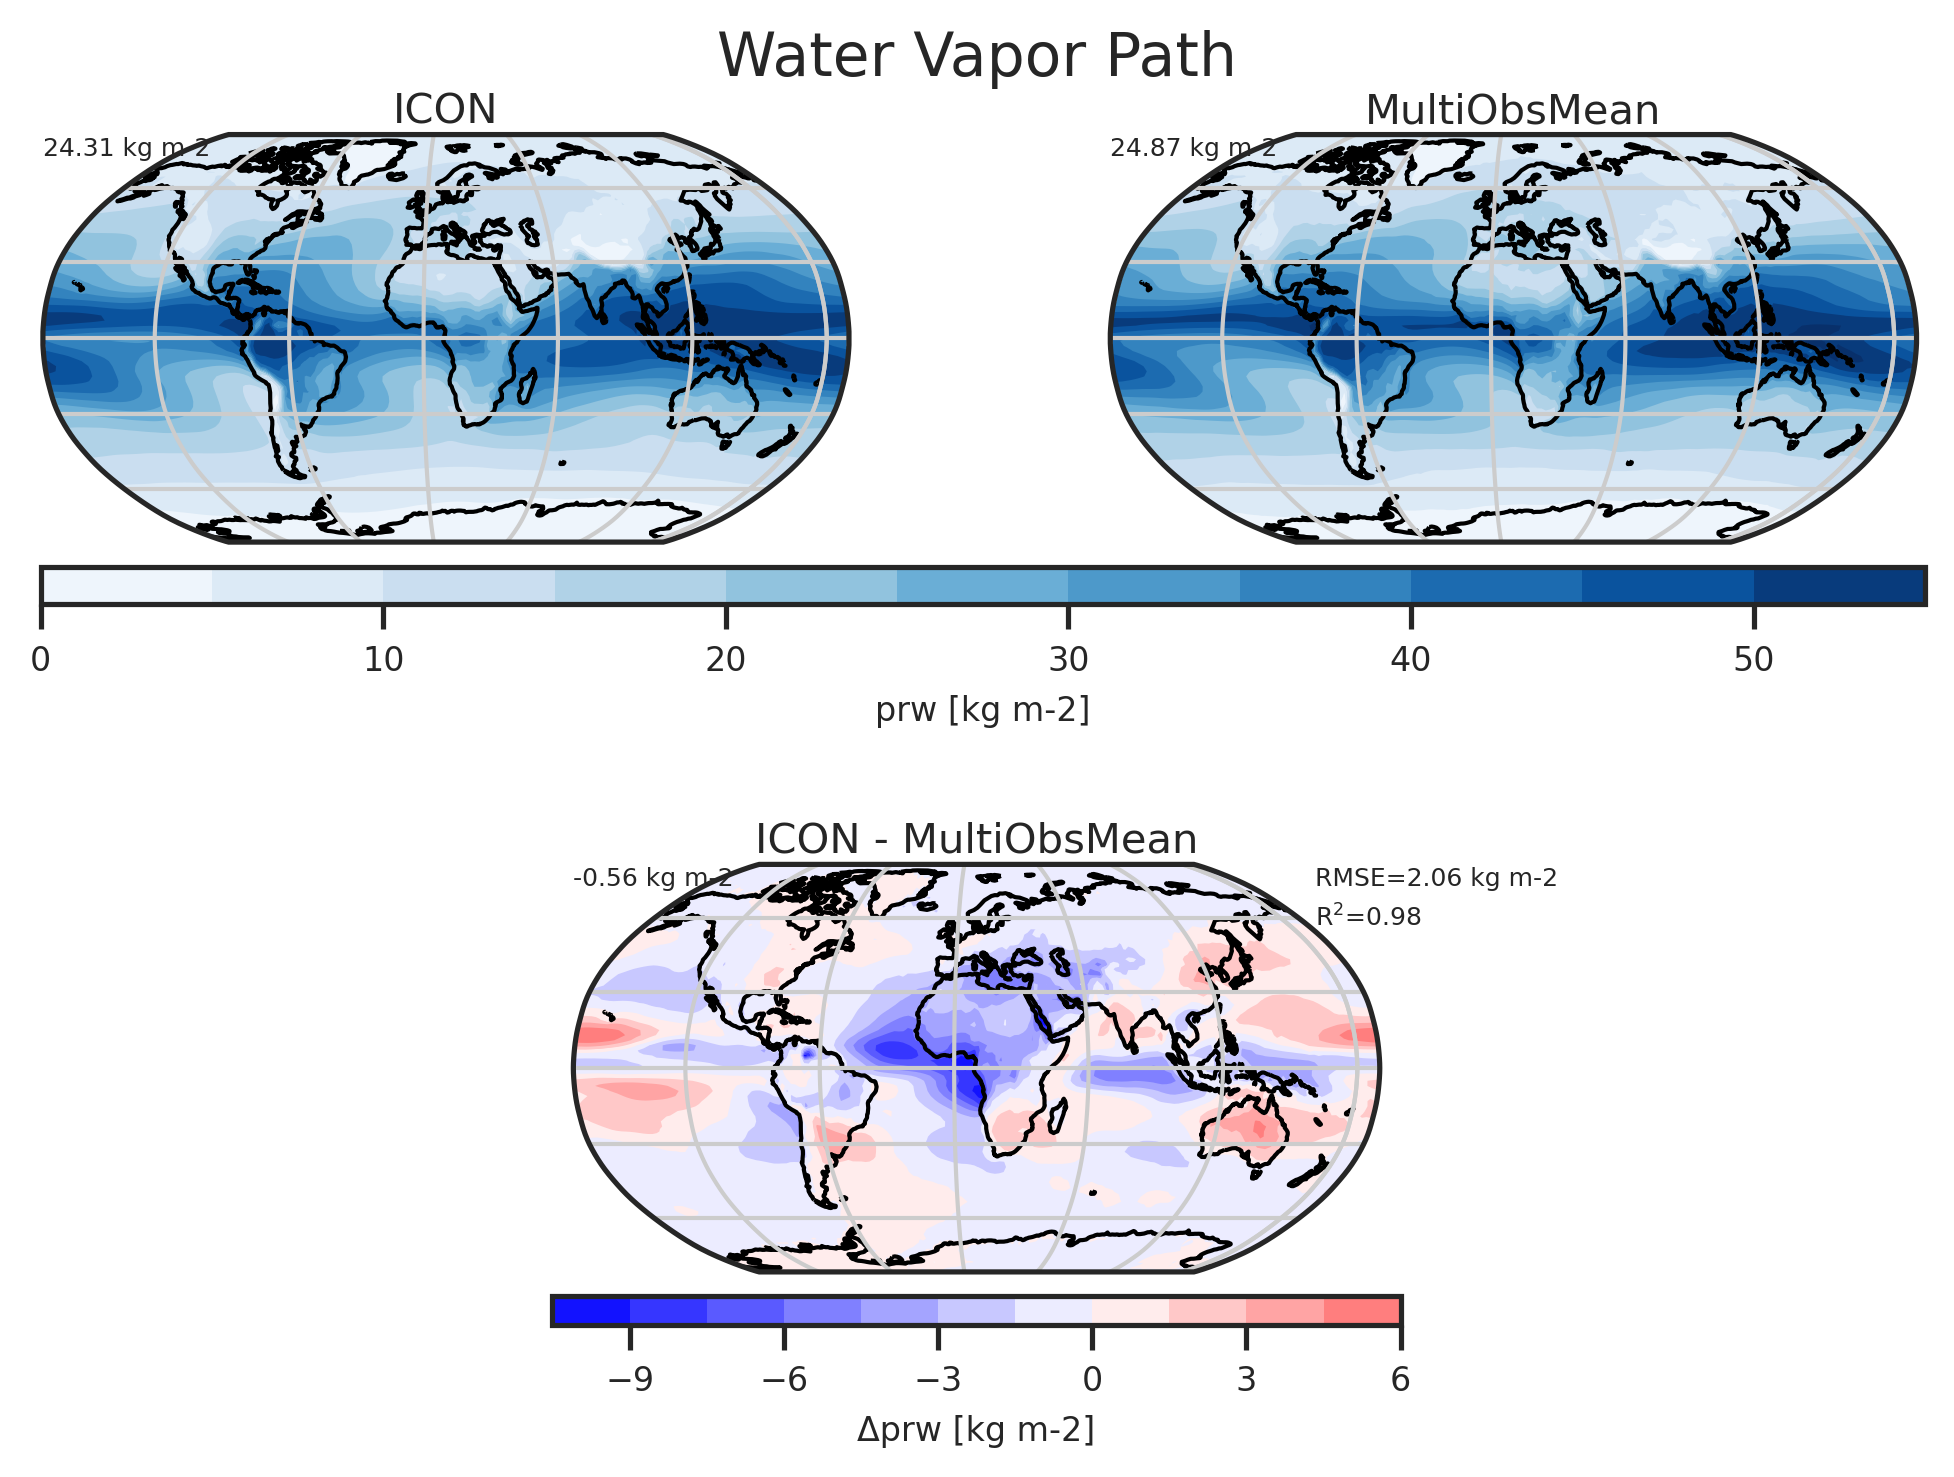 Water Vapor Path
ICON
MultiObsMean
24.31 kg m-2
24.87 kg m-2
0 10 20 30 40 50
prw [kg m-2]
ICON - MultiObsMean
-0.56 kg m-2
RMSE=2.06 kg m-2
R²=0.98
−9 −6 −3 0 3 6
Δprw [kg m-2]